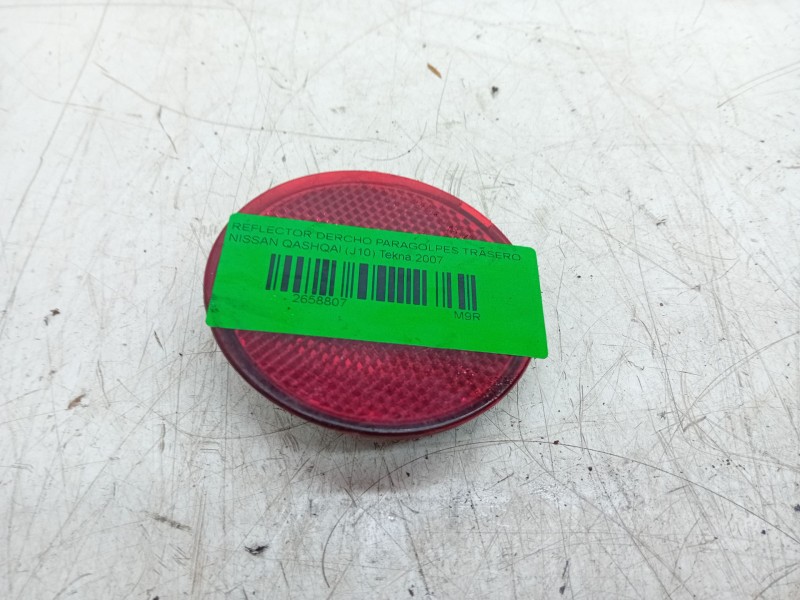 REFLECTOR DERCHO PARAGOLPES TRASERO
NISSAN QASHQAI (J10) Tekna.2007
2658807
M9R